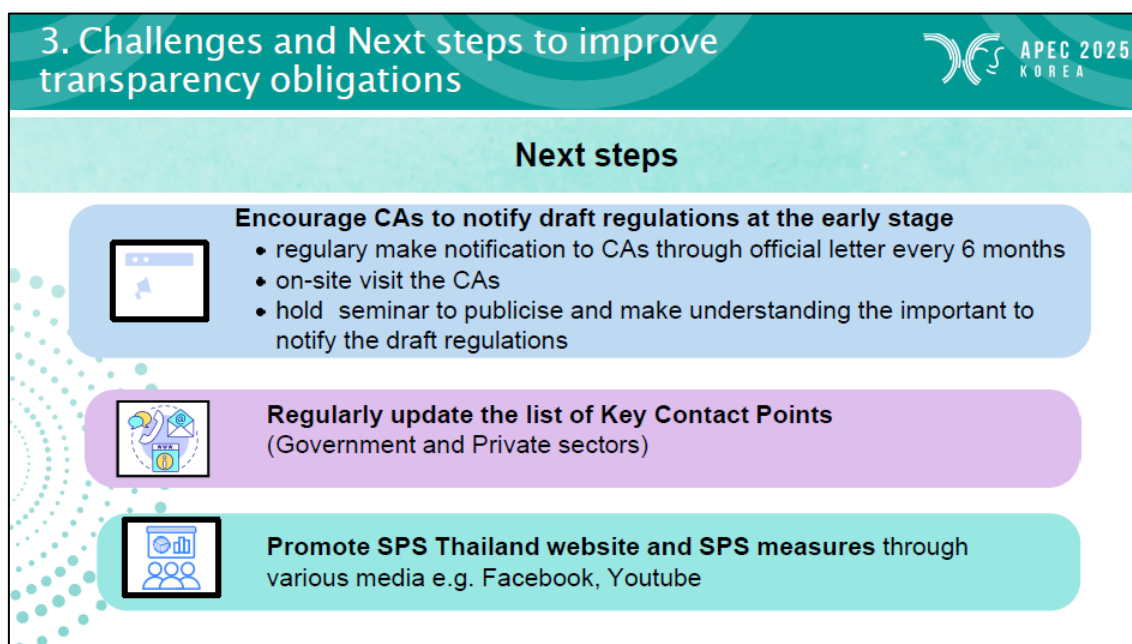 3. Challenges and Next steps to improve
transparency obligations
APEC 2025
KOREA
Next steps
Encourage CAs to notify draft regulations at the early stage
• regulary make notification to CAs through official letter every 6 months
• on-site visit the CAs
• hold seminar to publicise and make understanding the important to
notify the draft regulations
Regularly update the list of Key Contact Points
(Government and Private sectors)
Promote SPS Thailand website and SPS measures through
various media e.g. Facebook, Youtube